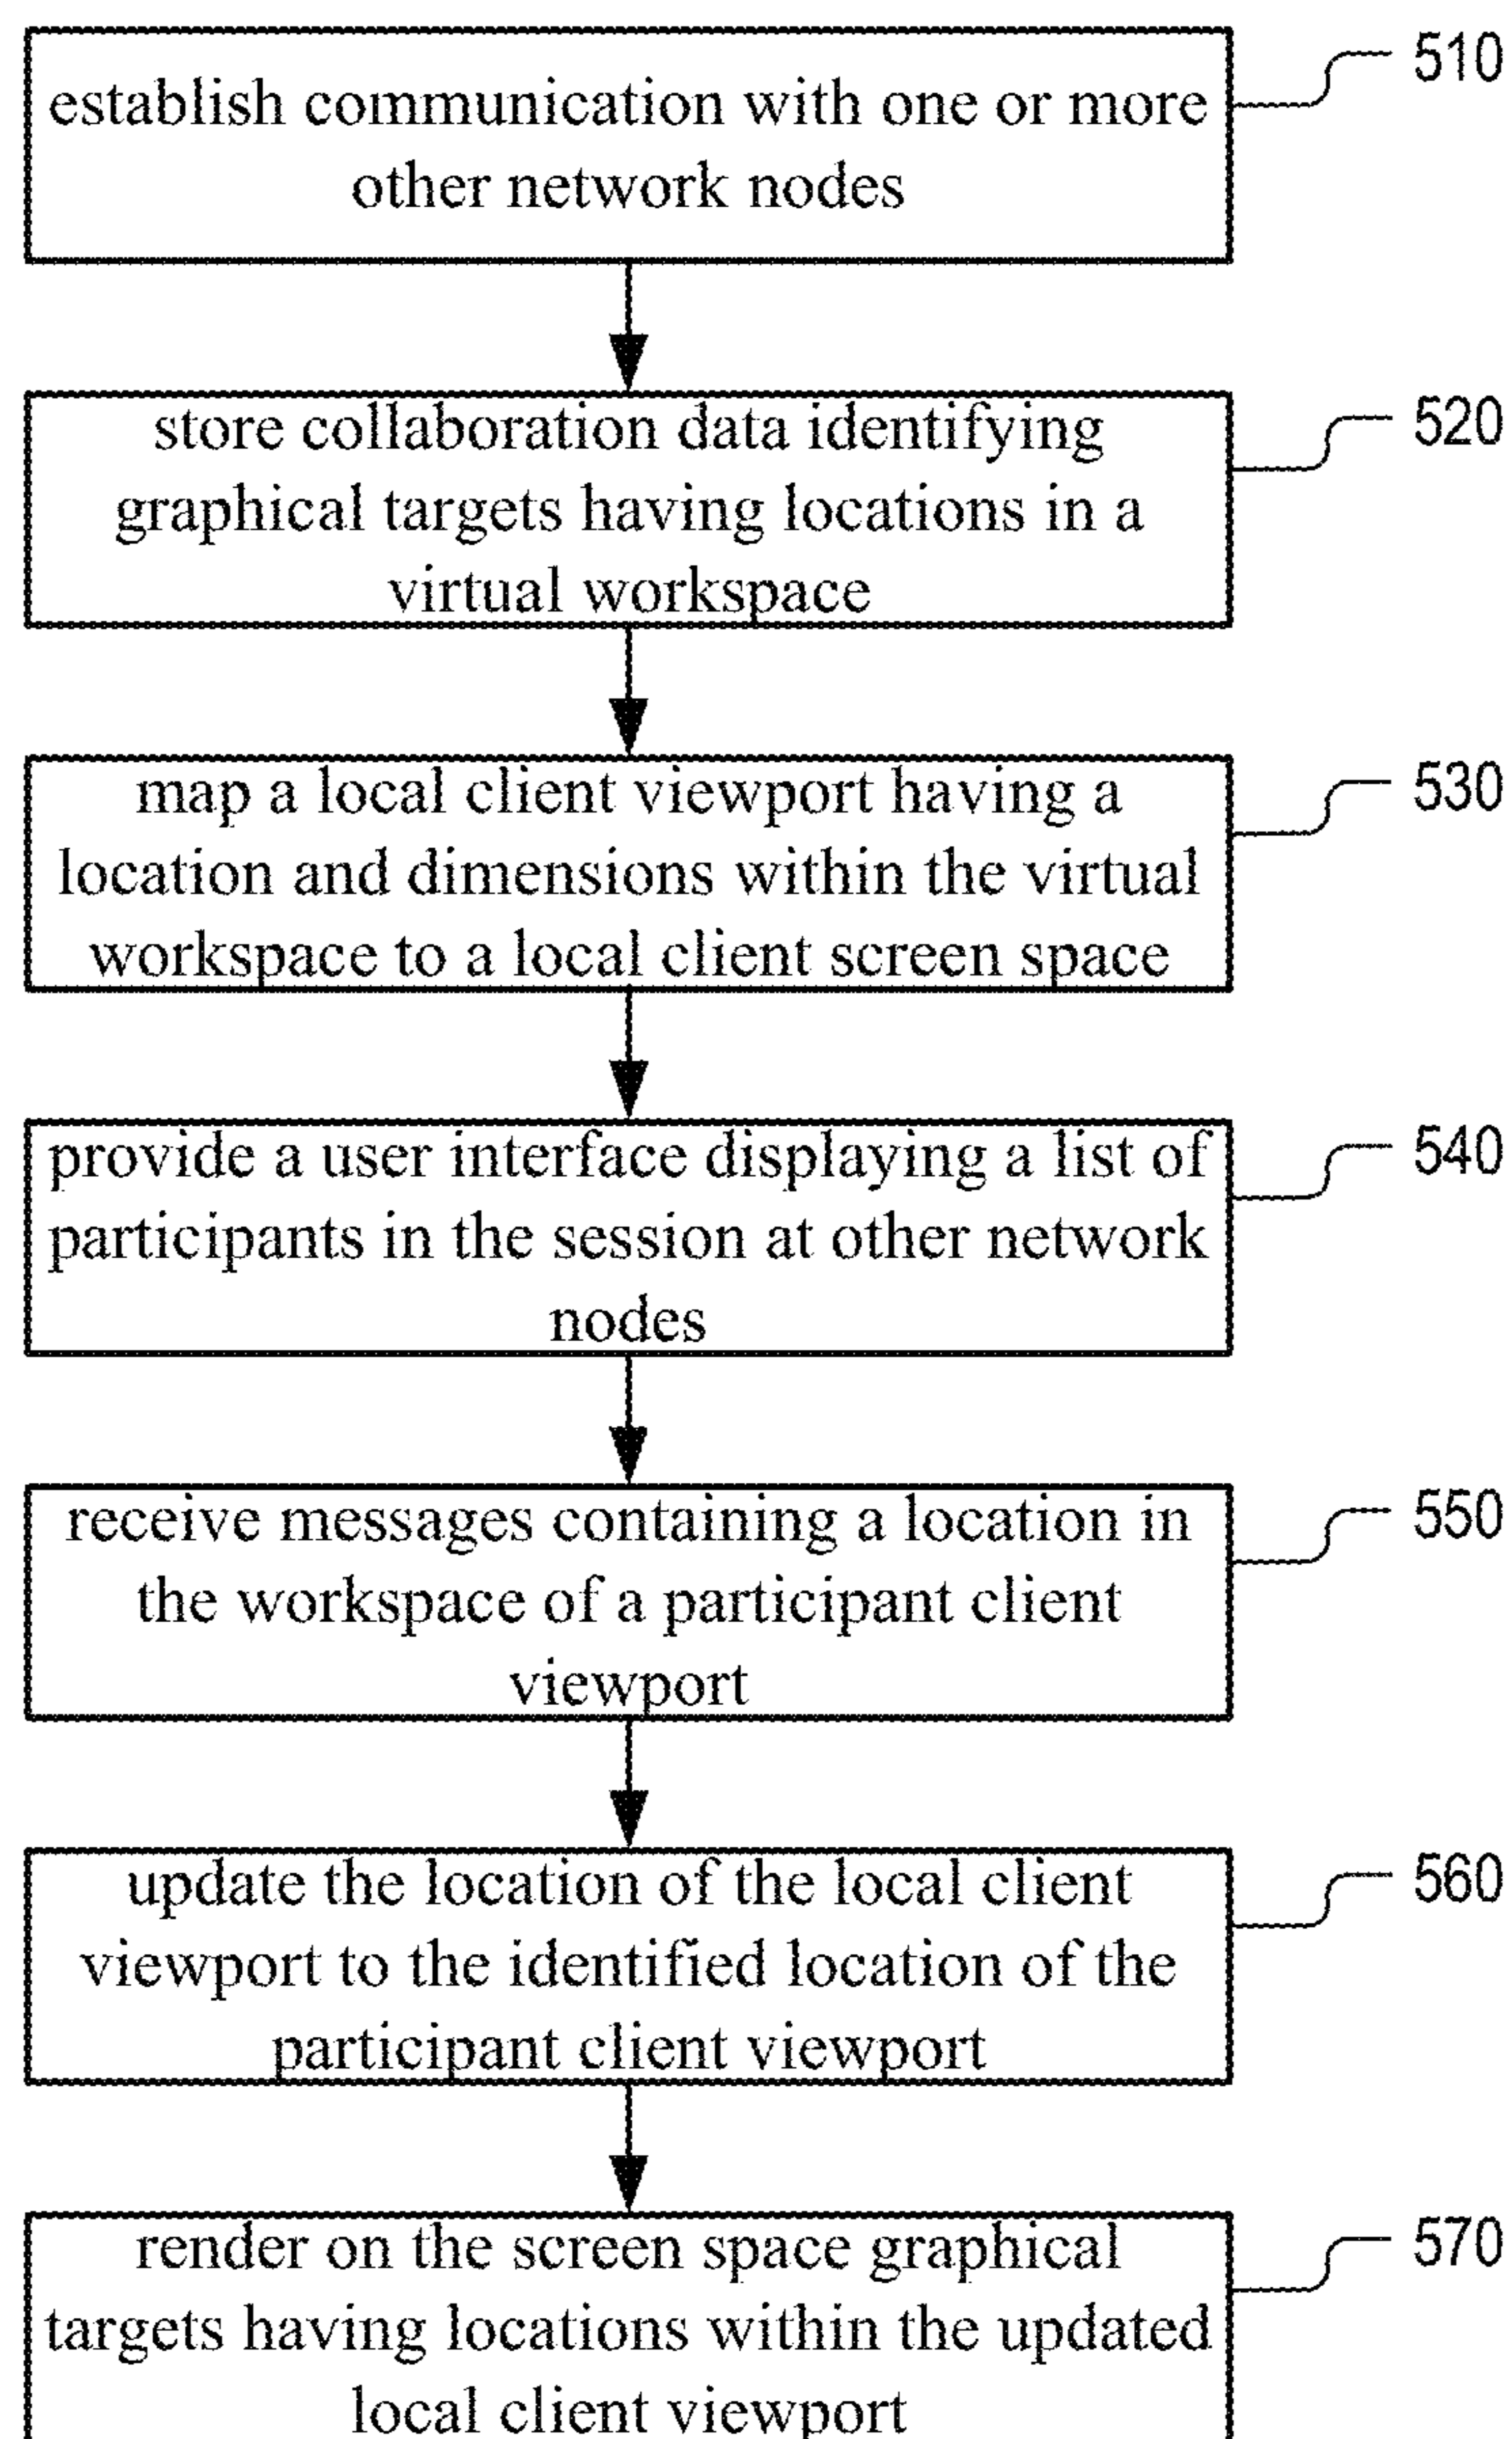 510
establish communication with one or more
other network nodes
520
store collaboration data identifying
graphical targets having locations in a
virtual workspace
530
map a local client viewport having a
location and dimensions within the virtual
workspace to a local client screen space
540
provide a user interface displaying a list of
participants in the session at other network
nodes
550
receive messages containing a location in
the workspace of a participant client
viewport
560
update the location of the local client
viewport to the identified location of the
participant client viewport
570
render on the screen space graphical
targets having locations within the updated
local client viewport